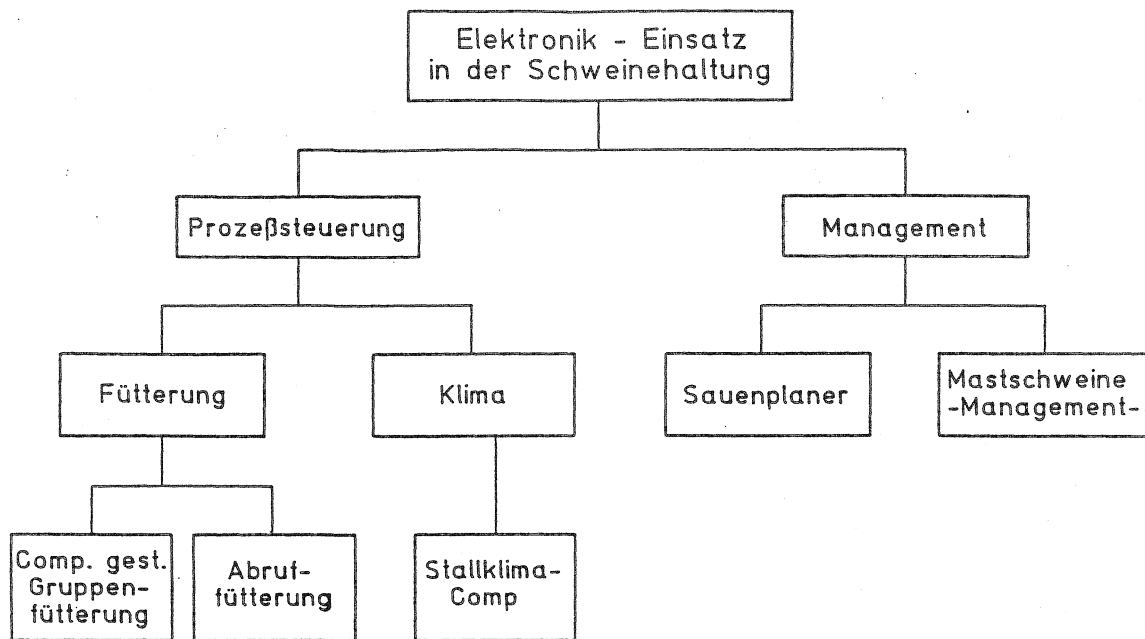 Elektronik - Einsatz
in der Schweinehaltung
Prozeßsteuerung
Management
Fütterung
Klima
Sauenplaner
Mastschweine
-Management-
Comp. gest.
Gruppen-
fütterung
Abruf-
fütterung
Stallklima-
Comp